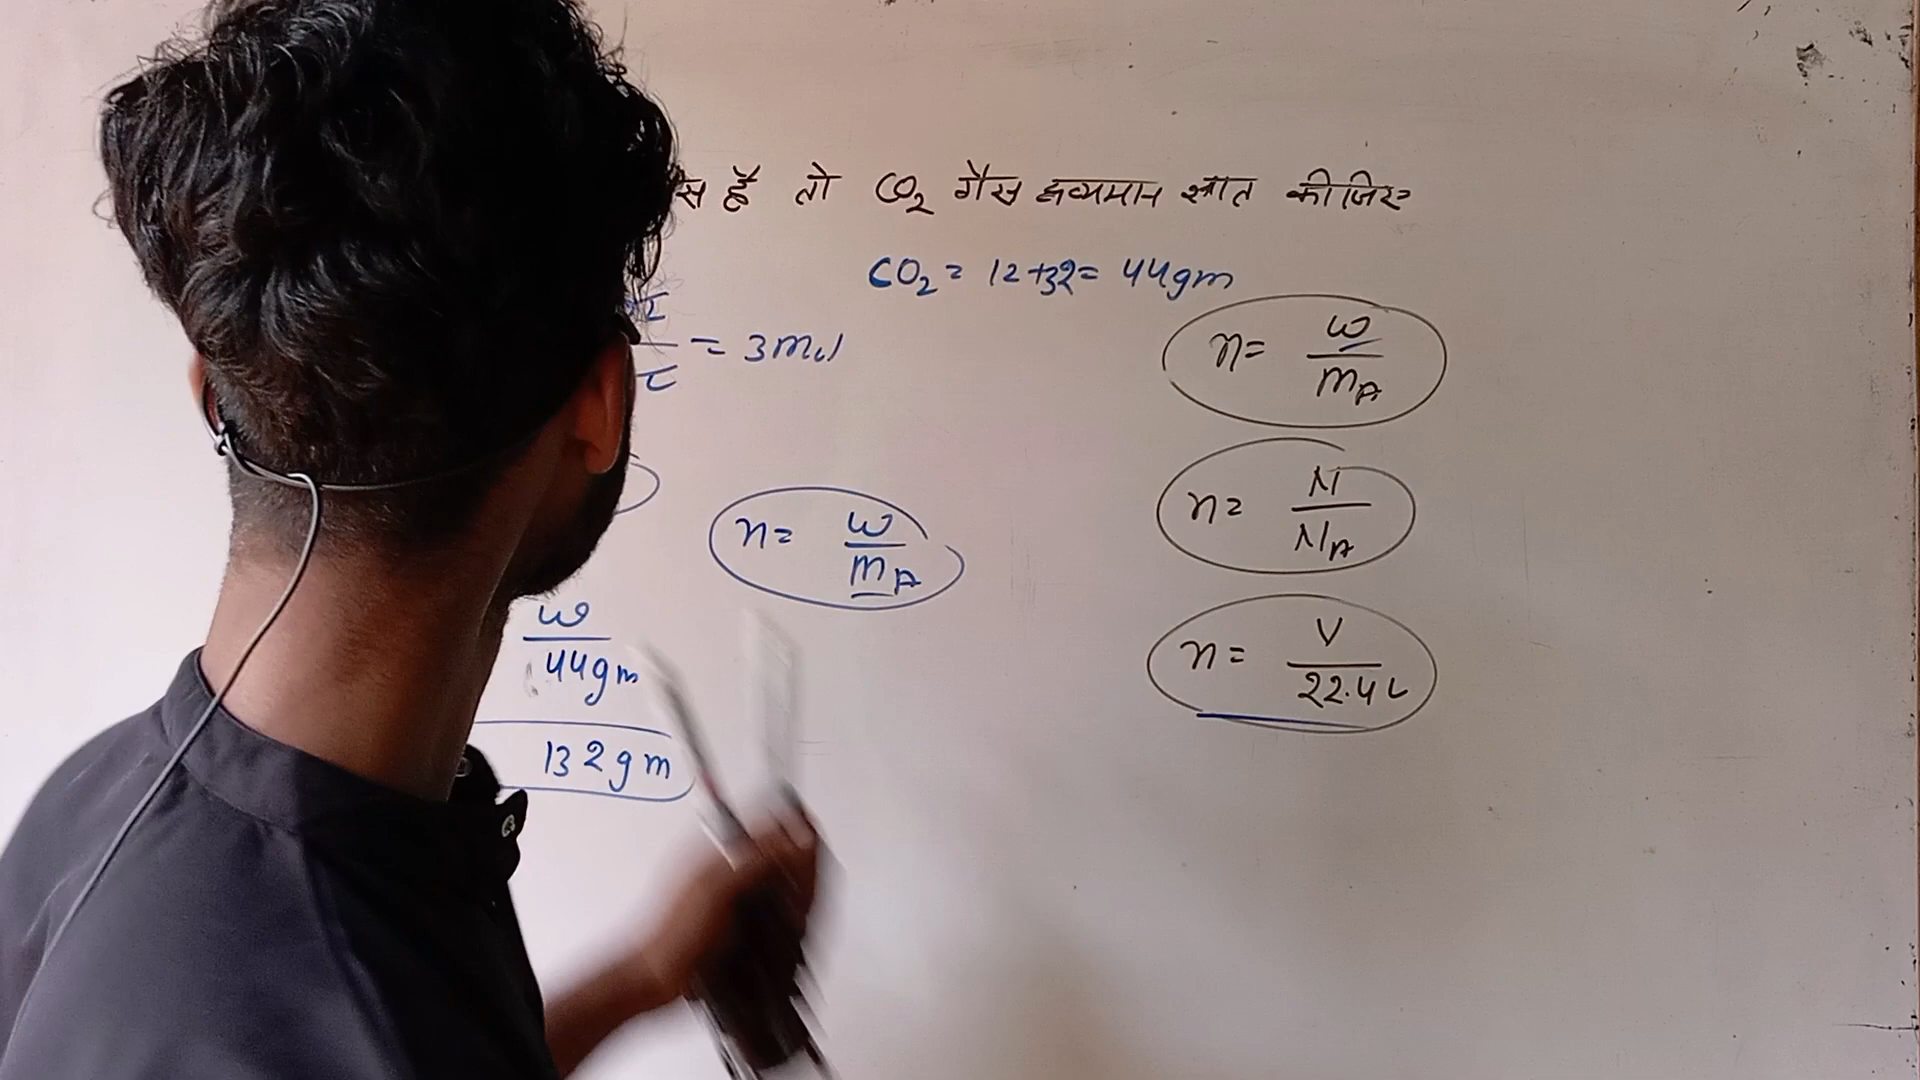 है तो CO₂ गैस द्रव्यमान ज्ञात कीजिए
CO₂ = 12+32= 44gm
= 3mol
n= w/mA
n= w/mA
n= N/NA
w/44gm
n= V/22.4L
132gm